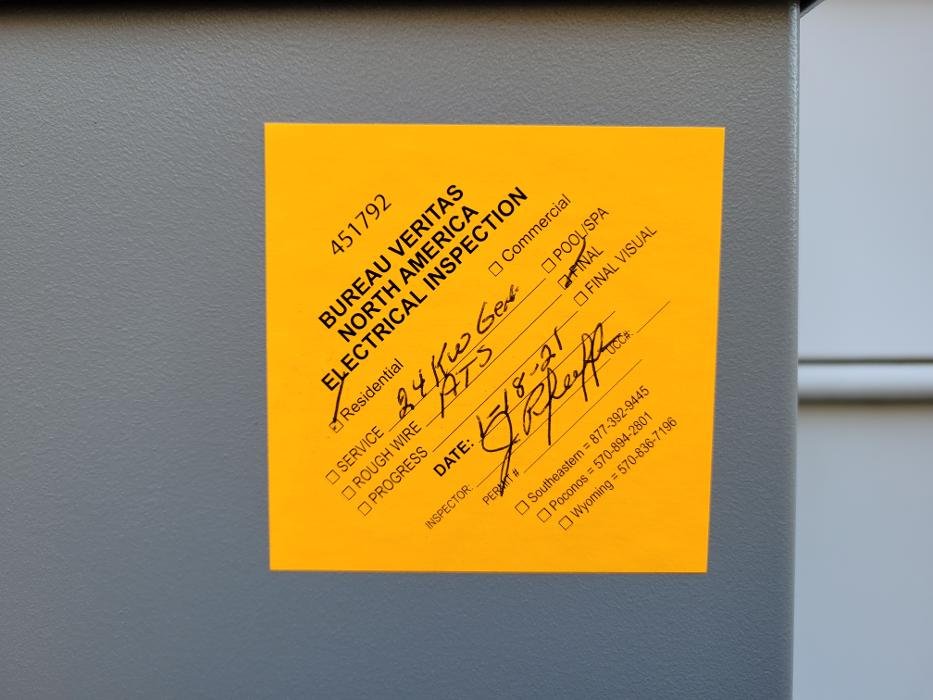 451792
BUREAU VERITAS
NORTH AMERICA
ELECTRICAL INSPECTION
Residential
Commercial
SERVICE 24 KW Gen. POOL/SPA
ROUGH WIRE ATS FINAL
PROGRESS FINAL VISUAL
DATE: 1-18-21
INSPECTOR: UCC#:
PERMIT #
Southeastern = 877-392-9445
Poconos = 570-894-2801
Wyoming = 570-836-7196